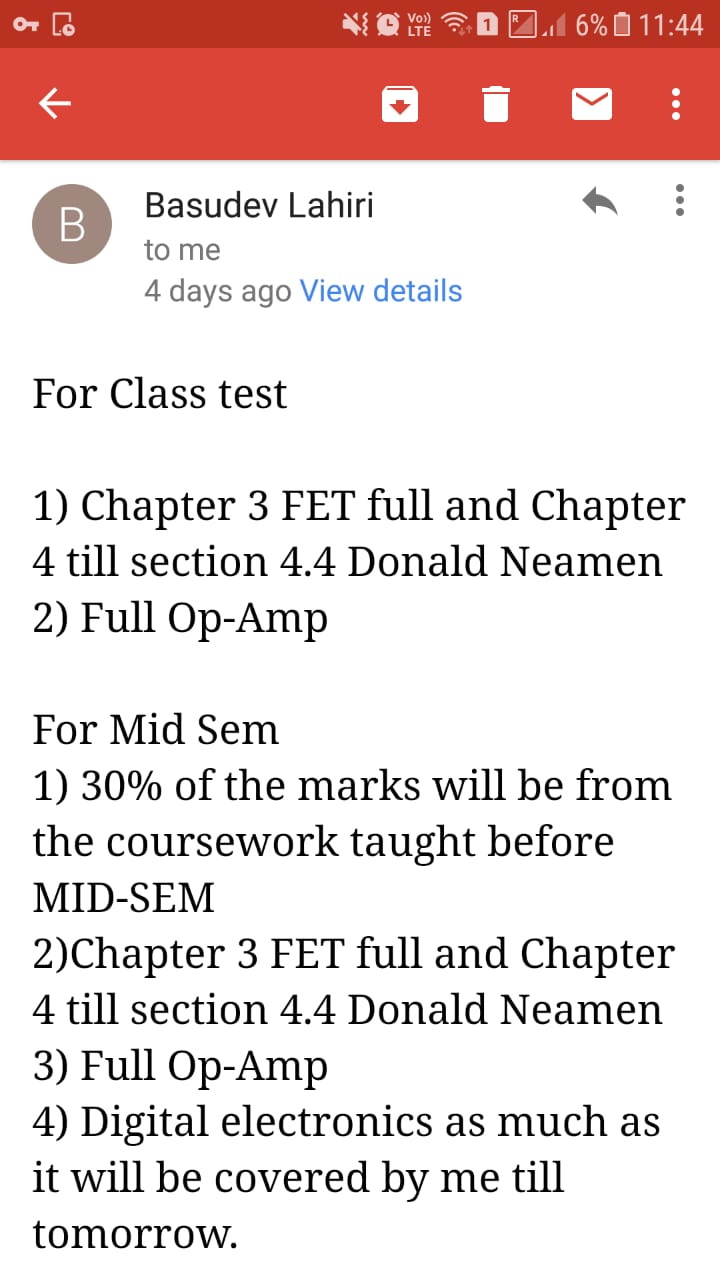 Vo)) LTE 1 R 6% 11:44
B
Basudev Lahiri
to me
4 days ago View details
For Class test
1) Chapter 3 FET full and Chapter
4 till section 4.4 Donald Neamen
2) Full Op-Amp
For Mid Sem
1) 30% of the marks will be from
the coursework taught before
MID-SEM
2)Chapter 3 FET full and Chapter
4 till section 4.4 Donald Neamen
3) Full Op-Amp
4) Digital electronics as much as
it will be covered by me till
tomorrow.